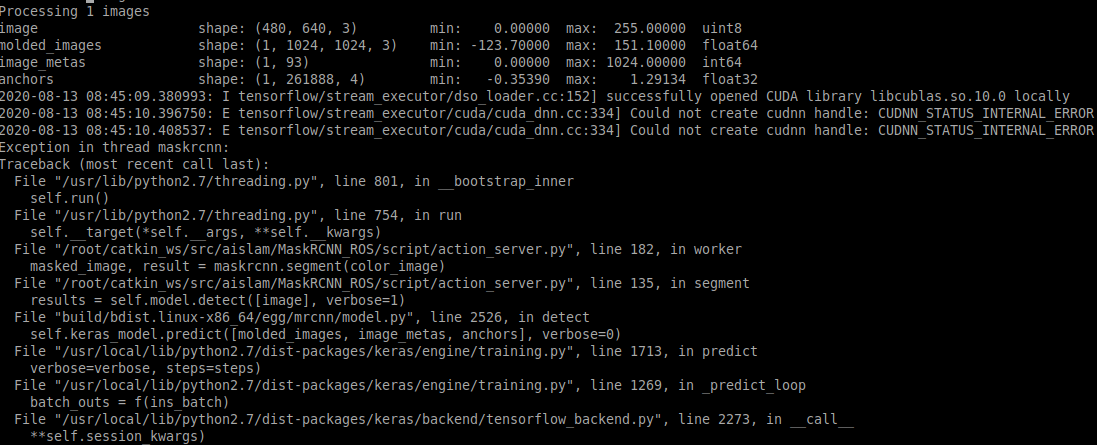 Processing 1 images
image                    shape: (480, 640, 3)         min:    0.00000  max:  255.00000  uint8
molded_images            shape: (1, 1024, 1024, 3)    min: -123.70000  max:  151.10000  float64
image_metas              shape: (1, 93)               min:    0.00000  max: 1024.00000  int64
anchors                  shape: (1, 261888, 4)        min:   -0.35390  max:    1.29134  float32
2020-08-13 08:45:09.380993: I tensorflow/stream_executor/dso_loader.cc:152] successfully opened CUDA library libcublas.so.10.0 locally
2020-08-13 08:45:10.396750: E tensorflow/stream_executor/cuda/cuda_dnn.cc:334] Could not create cudnn handle: CUDNN_STATUS_INTERNAL_ERROR
2020-08-13 08:45:10.408537: E tensorflow/stream_executor/cuda/cuda_dnn.cc:334] Could not create cudnn handle: CUDNN_STATUS_INTERNAL_ERROR
Exception in thread maskrcnn:
Traceback (most recent call last):
  File "/usr/lib/python2.7/threading.py", line 801, in __bootstrap_inner
    self.run()
  File "/usr/lib/python2.7/threading.py", line 754, in run
    self.__target(*self.__args, **self.__kwargs)
  File "/root/catkin_ws/src/aislam/MaskRCNN_ROS/script/action_server.py", line 182, in worker
    masked_image, result = maskrcnn.segment(color_image)
  File "/root/catkin_ws/src/aislam/MaskRCNN_ROS/script/action_server.py", line 135, in segment
    results = self.model.detect([image], verbose=1)
  File "build/bdist.linux-x86_64/egg/mrcnn/model.py", line 2526, in detect
    self.keras_model.predict([molded_images, image_metas, anchors], verbose=0)
  File "/usr/local/lib/python2.7/dist-packages/keras/engine/training.py", line 1713, in predict
    verbose=verbose, steps=steps)
  File "/usr/local/lib/python2.7/dist-packages/keras/engine/training.py", line 1269, in _predict_loop
    batch_outs = f(ins_batch)
  File "/usr/local/lib/python2.7/dist-packages/keras/backend/tensorflow_backend.py", line 2273, in __call__
    **self.session_kwargs)